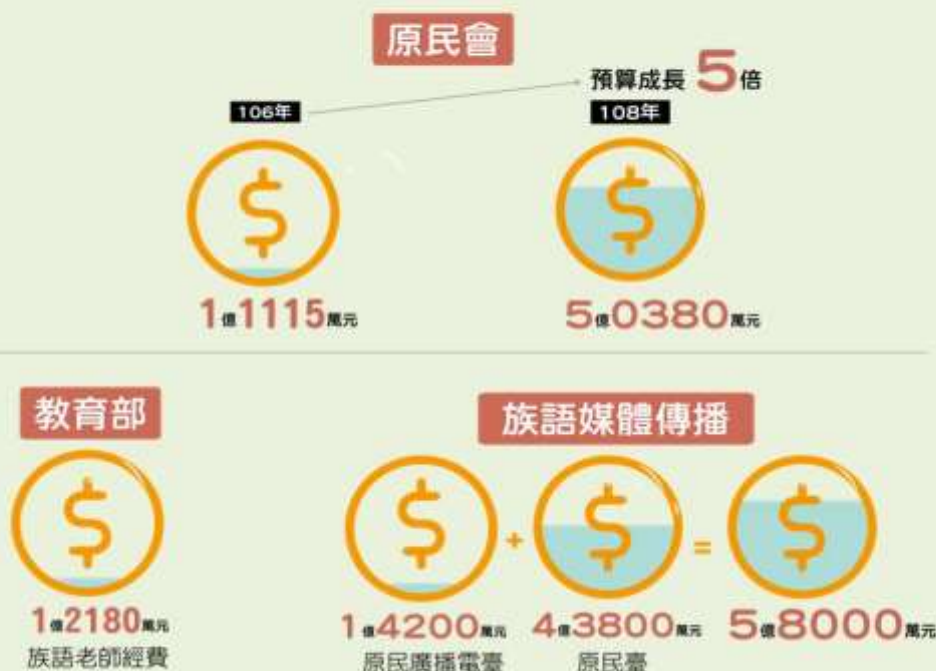 原民會
預算成長 5 倍
106年
108年
1億1115萬元
5億0380萬元
教育部
族語媒體傳播
$
$
+
$
=
$
1億2180萬元
1億4200萬元
4億3800萬元
5億8000萬元
族語老師經費
原民廣播電臺
原民臺